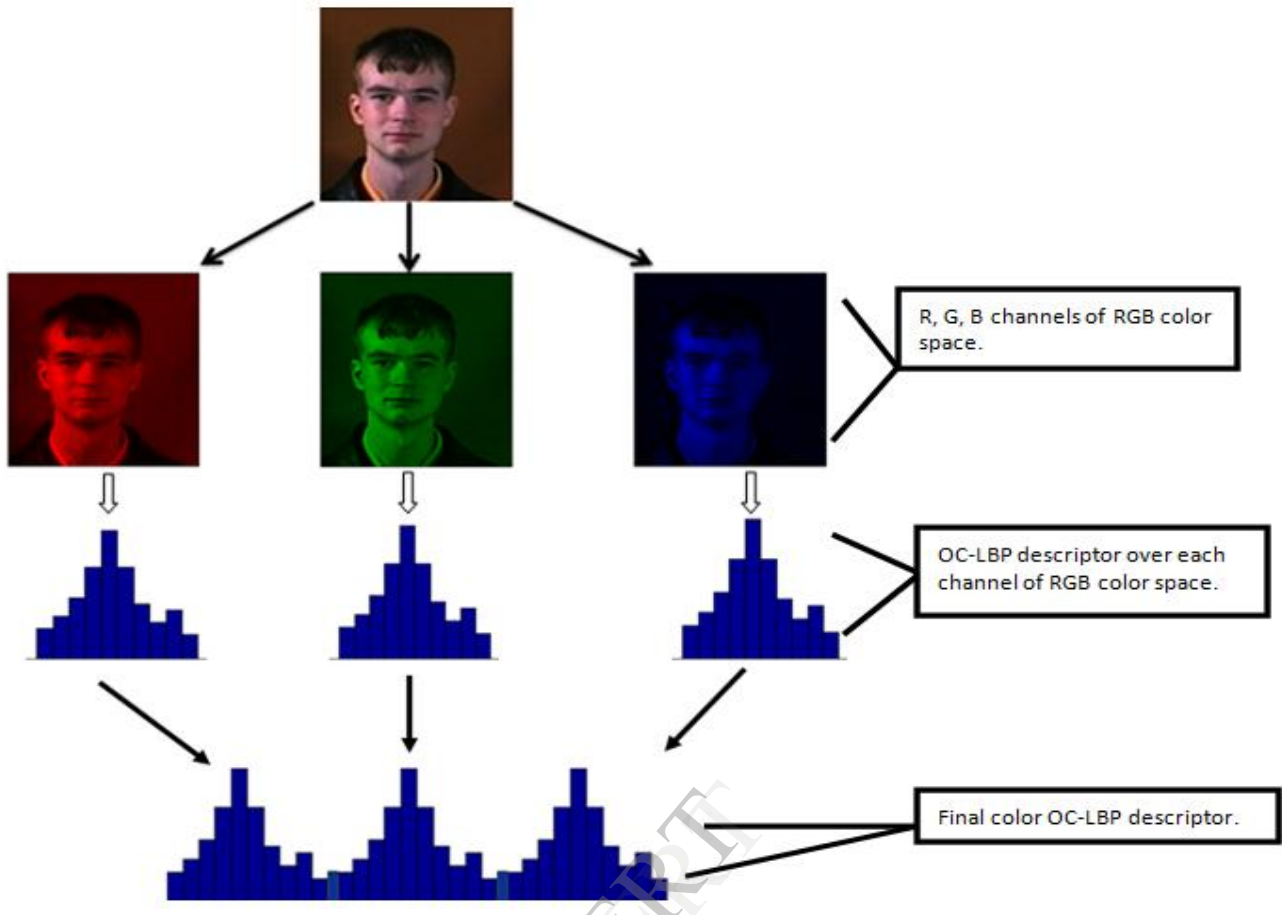 R, G, B channels of RGB color
space.
OC-LBP descriptor over each
channel of RGB color space.
Final color OC-LBP descriptor.